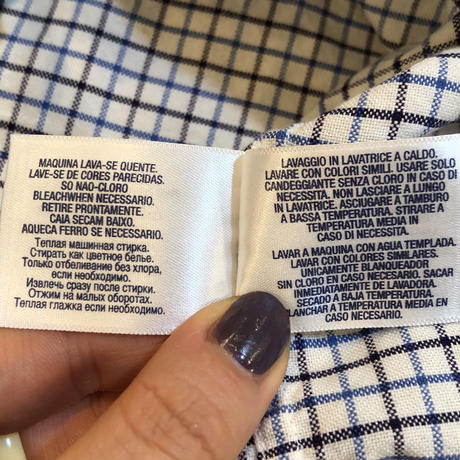 MAQUINA LAVA-SE QUENTE.
LAVE-SE DE CORES PARECIDAS.
SO NAO-CLORO
BLEACHWHEN NECESSARIO.
RETIRE PRONTAMENTE.
CAIA SECAM BAIXO.
AQUECA FERRO SE NECESSARIO.
Теплая машинная стирка.
Стирать как цветное белье.
Только отбеливание без хлора,
если необходимо.
Извлечь сразу после стирки.
Отжим на малых оборотах.
Теплая глажка если необходимо.
LAVAGGIO IN LAVATRICE A CALDO.
LAVARE CON COLORI SIMILL USARE SOLO
CANDEGGIANTE SENZA CLORO IN CASO DI
NECESSITA. NON LASCIARE A LUNGO
IN LAVATRICE. ASCIUGARE A TAMBURO
A BASSA TEMPERATURA. STIRARE A
TEMPERATURA MEDIA IN
CASO DI NECESSITA.
LAVAR A MAQUINA CON AGUA TEMPLADA.
LAVAR CON COLORES SIMILARES.
UNICAMENTE BLANQUEADOR
SIN CLORO EN CASO NECESARIO. SACAR
INMEDIATAMENTE DE LAVADORA.
SECADO A BAJA TEMPERATURA.
PLANCHAR A TEMPERATURA MEDIA EN
CASO NECESARIO.